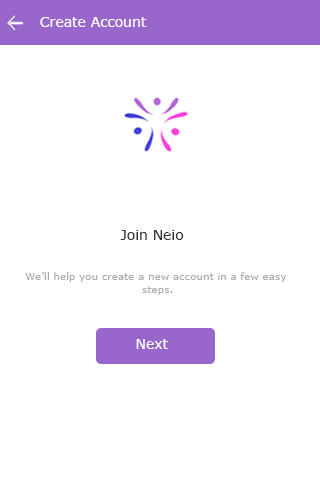 Create Account
Join Neio
We'll help you create a new account in a few easy
steps.
Next